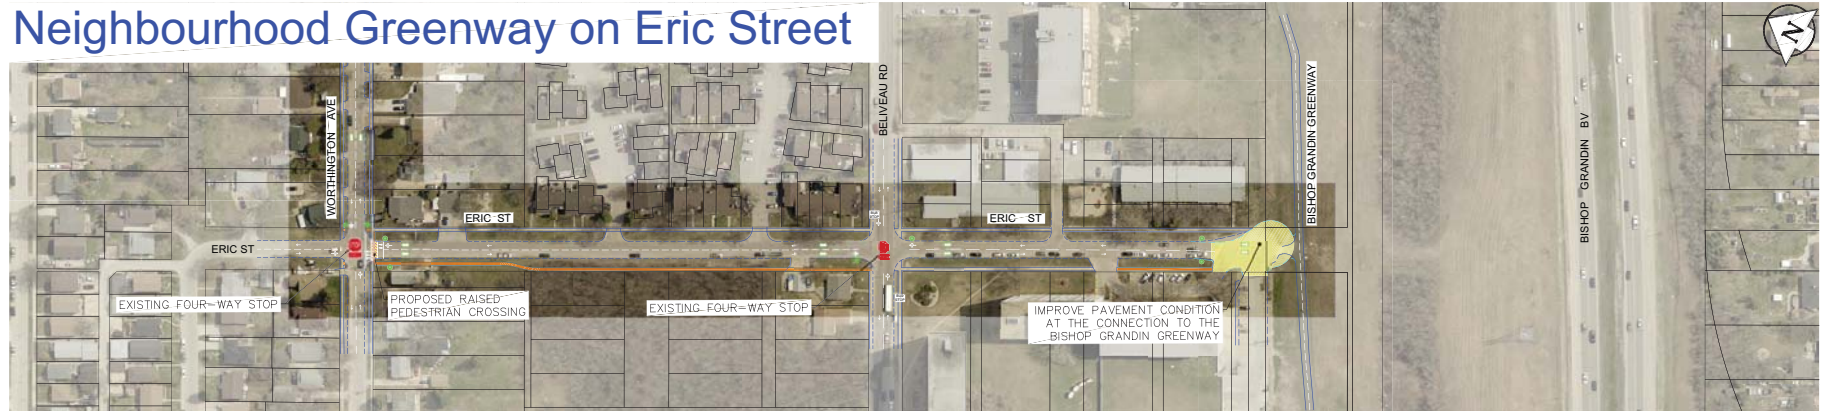 Neighbourhood Greenway on Eric Street
N
WORTHINGTON AVE
BELIVEAU RD
BISHOP GRANDIN GREENWAY
BISHOP GRANDIN BV
ERIC ST
ERIC ST
ERIC ST
EXISTING FOUR-WAY STOP
PROPOSED RAISED
PEDESTRIAN CROSSING
EXISTING FOUR-WAY STOP
IMPROVE PAVEMENT CONDITION
AT THE CONNECTION TO THE
BISHOP GRANDIN GREENWAY